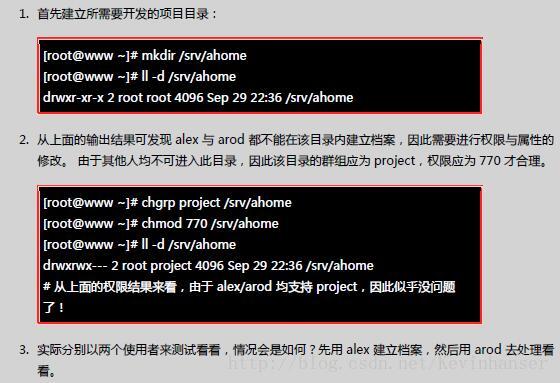 1. 首先建立所需要开发的项目目录：
[root@www ~]# mkdir /srv/ahome
[root@www ~]# ll -d /srv/ahome
drwxr-xr-x 2 root root 4096 Sep 29 22:36 /srv/ahome
2. 从上面的输出结果可发现 alex 与 arod 都不能在该目录内建立档案，因此需要进行权限与属性的
修改。 由于其他人均不可进入此目录，因此该目录的群组应为 project，权限应为 770 才合理。
[root@www ~]# chgrp project /srv/ahome
[root@www ~]# chmod 770 /srv/ahome
[root@www ~]# ll -d /srv/ahome
drwxrwx--- 2 root project 4096 Sep 29 22:36 /srv/ahome
# 从上面的权限结果来看，由于 alex/arod 均支持 project，因此似乎没问题
了！
3. 实际分别以两个使用者来测试看看，情况会是如何？先用 alex 建立档案，然后用 arod 去处理看
看。
http://blog.csdn.net/Kevinhanser